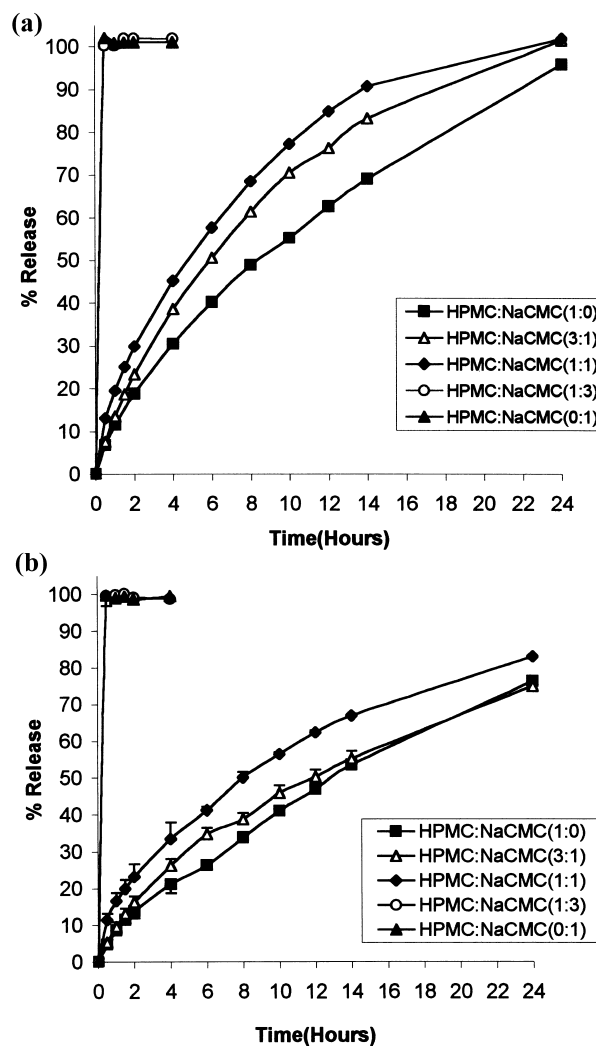 (a)
100
90
80
70
60
50
40
30
20
10
0
% Release
HPMC:NaCMC(1:0)
HPMC:NaCMC(3:1)
HPMC:NaCMC(1:1)
HPMC:NaCMC(1:3)
HPMC:NaCMC(0:1)
0 2 4 6 8 10 12 14 16 18 20 22 24
Time(Hours)
(b)
100
90
80
70
60
50
40
30
20
10
0
% Release
HPMC:NaCMC(1:0)
HPMC:NaCMC(3:1)
HPMC:NaCMC(1:1)
HPMC:NaCMC(1:3)
HPMC:NaCMC(0:1)
0 2 4 6 8 10 12 14 16 18 20 22 24
Time(Hours)